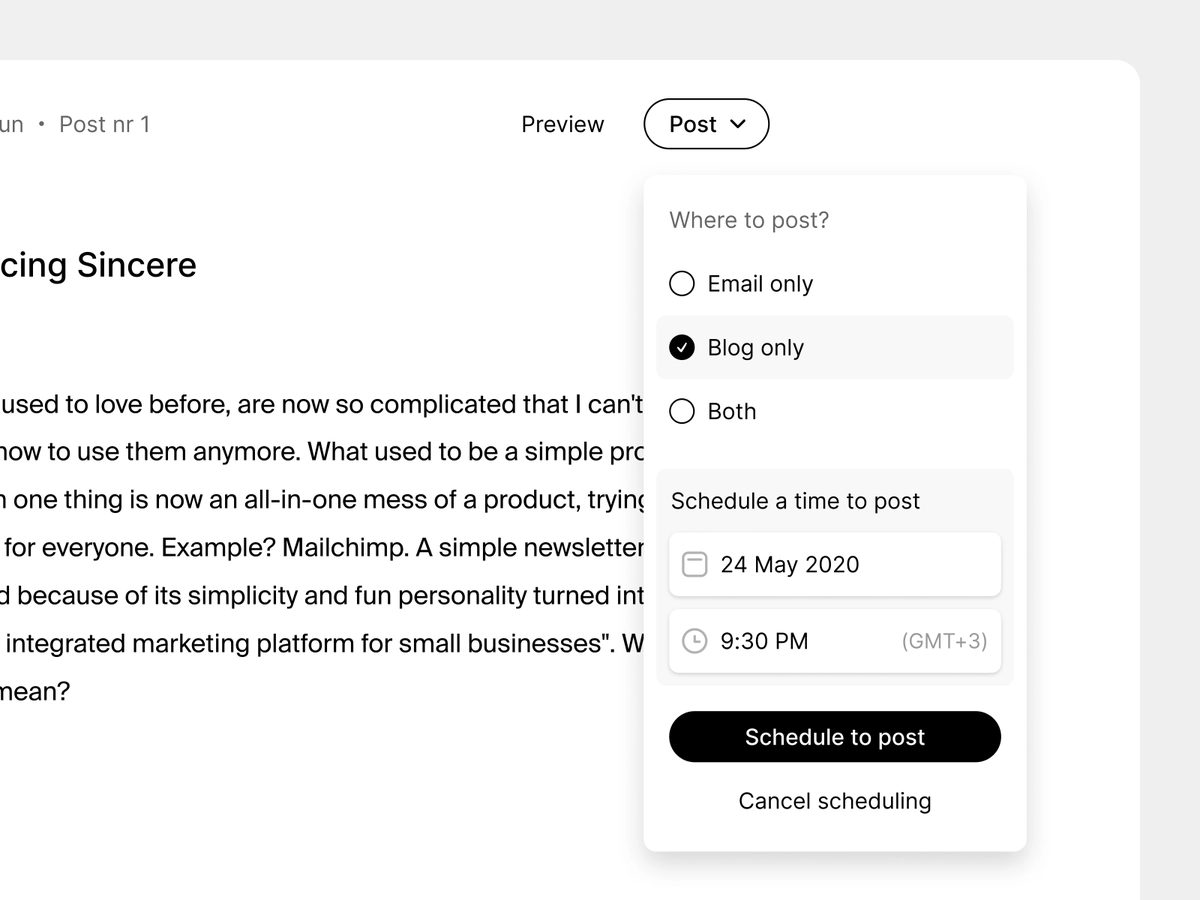 un • Post nr 1
Preview
Post
cing Sincere
used to love before, are now so complicated that I can't
how to use them anymore. What used to be a simple pro
one thing is now an all-in-one mess of a product, trying
for everyone. Example? Mailchimp. A simple newsletter
d because of its simplicity and fun personality turned int
integrated marketing platform for small businesses". W
mean?
Where to post?
Email only
Blog only
Both
Schedule a time to post
24 May 2020
9:30 PM (GMT+3)
Schedule to post
Cancel scheduling